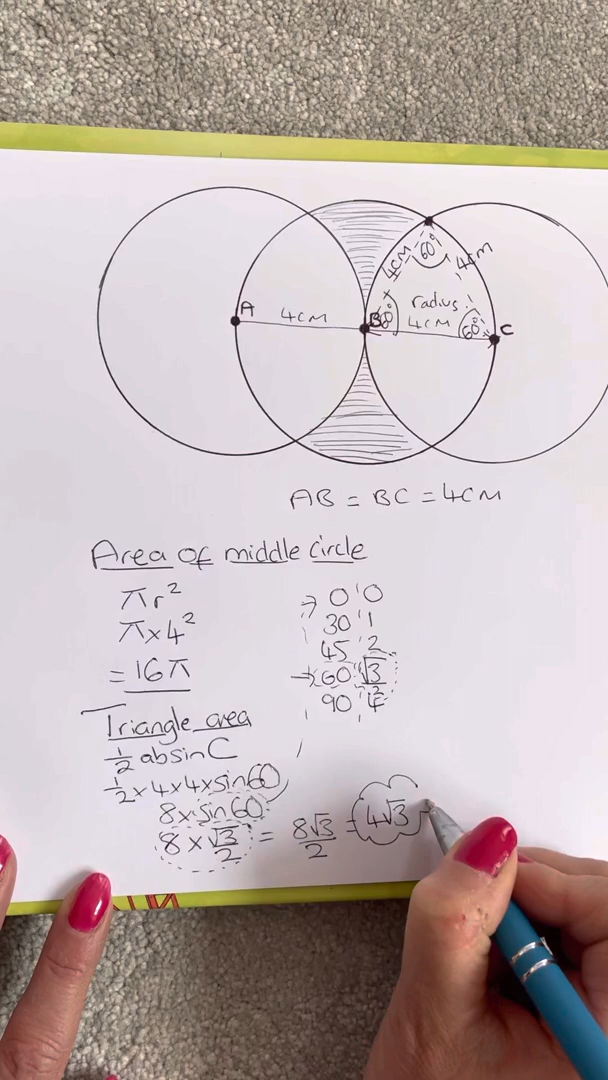 A
4CM
B
C
60°
60°
60°
4CM
4CM
radius
4CM
AB = BC = 4CM
Area of middle circle
πr²
π×4²
= 16π
→ 0 0
30 1
45 2
→ 60 √3/2
90 4
Triangle area
½ absinC
½×4×4×sin60
8×sin60
8 × √3/2 = 8√3/2 = 4√3